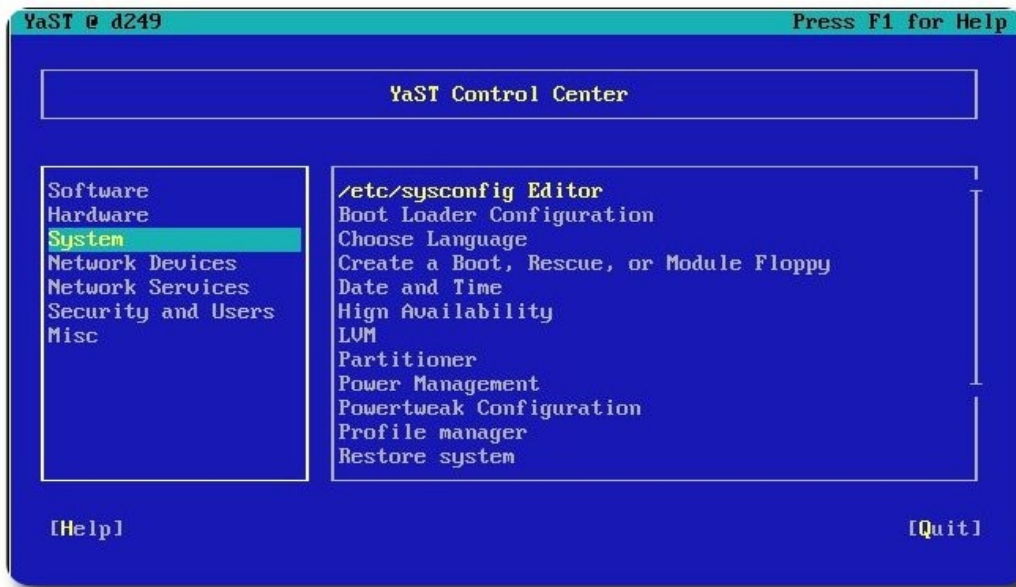 YaST @ d249 Press F1 for Help
YaST Control Center
Software
Hardware
System
Network Devices
Network Services
Security and Users
Misc
/etc/sysconfig Editor
Boot Loader Configuration
Choose Language
Create a Boot, Rescue, or Module Floppy
Date and Time
Hign Availability
LVM
Partitioner
Power Management
Powertweak Configuration
Profile manager
Restore system
[Help] [Quit]